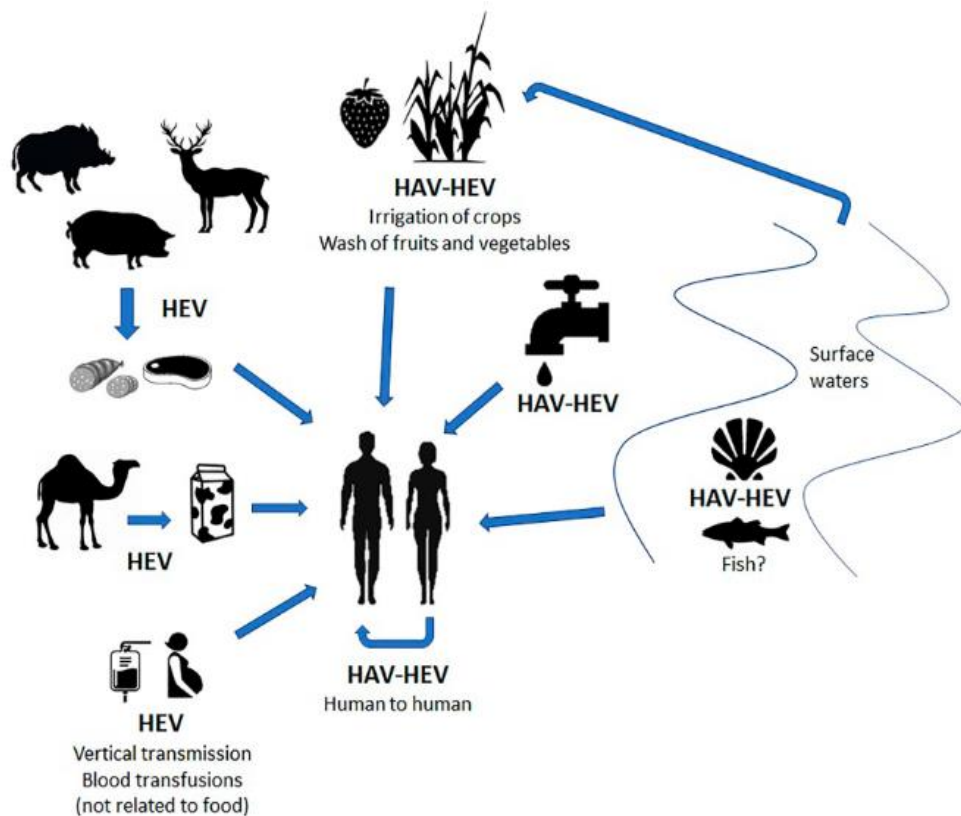 HAV-HEV
Irrigation of crops
Wash of fruits and vegetables
HEV
HAV-HEV
Surface
waters
HAV-HEV
Fish?
HEV
HAV-HEV
Human to human
HEV
Vertical transmission
Blood transfusions
(not related to food)